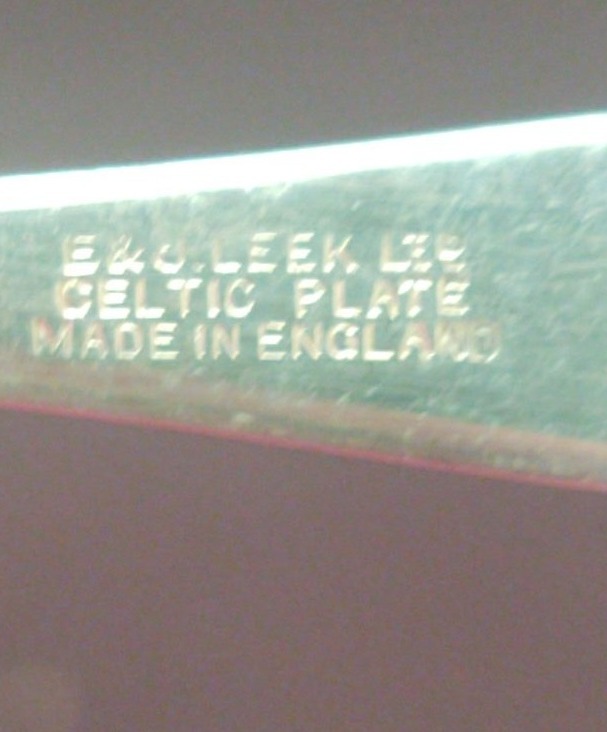 E & J. LEEK LTD
CELTIC PLATE
MADE IN ENGLAND